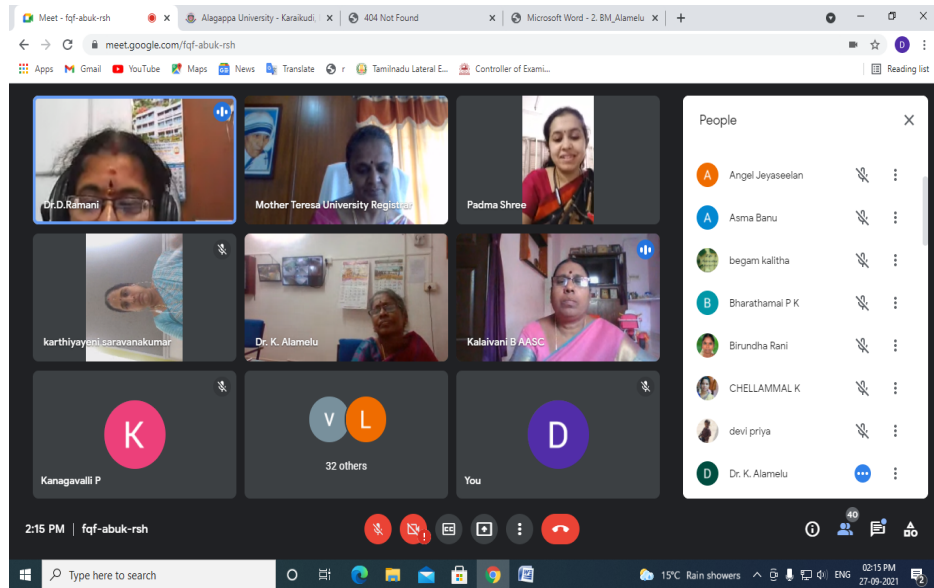 Meet - fqf-abuk-rsh
Alagappa University - Karaikudi,
404 Not Found
Microsoft Word - 2. BM_Alamelu
meet.google.com/fqf-abuk-rsh
Apps Gmail YouTube Maps News Translate r Tamilnadu Lateral E... Controller of Exami... Reading list
Dr.D.Ramani
Mother Teresa University Registrar
Padma Shree
karthiyayeni saravanakumar
Dr. K. Alamelu
Kalaivani B AASC
K
Kanagavalli P
V L
32 others
D
You
People
A Angel Jeyaseelan
A Asma Banu
begam kalitha
B Bharathamai P K
Birundha Rani
CHELLAMMAL K
devi priya
D Dr. K. Alamelu
2:15 PM | fqf-abuk-rsh
CC
40
Type here to search
15°C Rain showers ENG 02:15 PM
27-09-2021
2